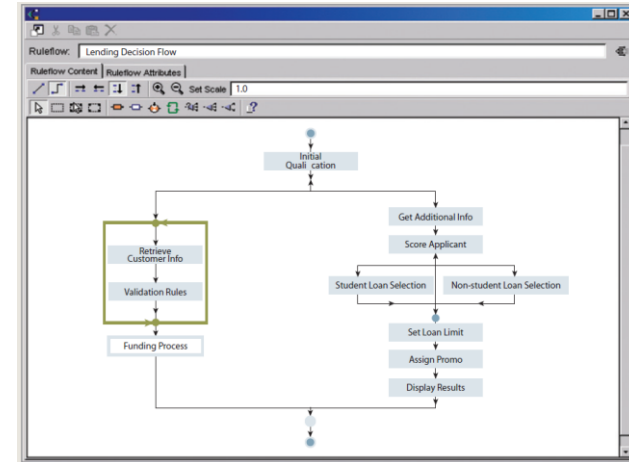 Ruleflow: Lending Decision Flow
Ruleflow Content Ruleflow Attributes
Set Scale 1.0
Initial
Quali cation
Get Additional Info
Score Applicant
Retrieve
Customer Info
Validation Rules
Student Loan Selection Non-student Loan Selection
Set Loan Limit
Funding Process
Assign Promo
Display Results